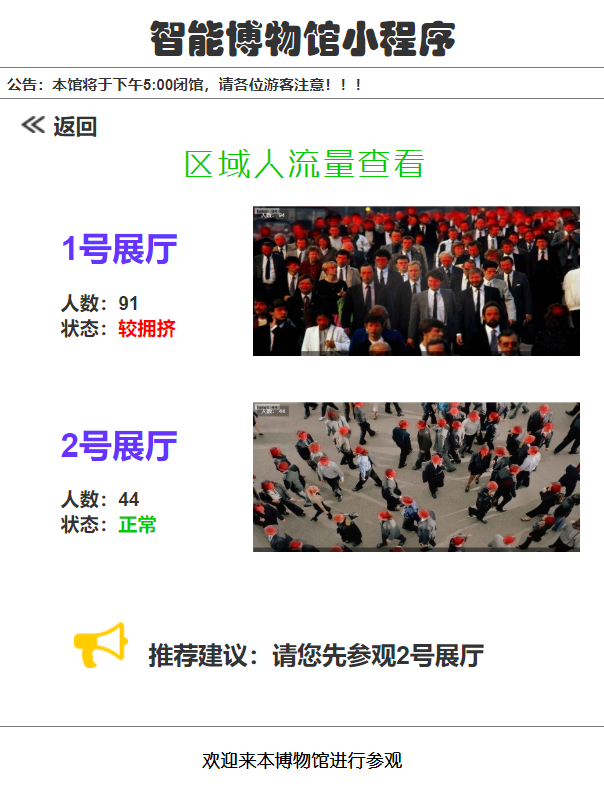 智能博物馆小程序
公告：本馆将于下午5:00闭馆，请各位游客注意！！！
返回
区域人流量查看
1号展厅
人数：91
状态：较拥挤
2号展厅
人数：44
状态：正常
推荐建议：请您先参观2号展厅
欢迎来本博物馆进行参观